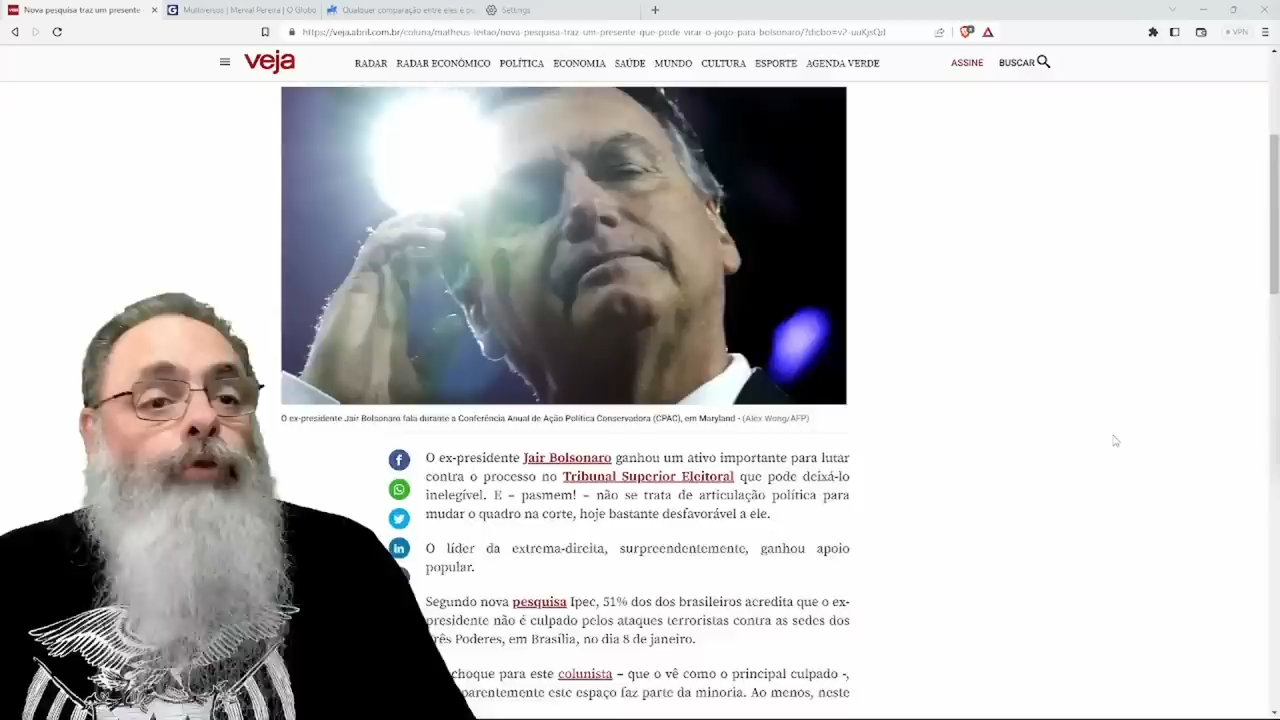 Nova pesquisa traz um presente
Multiversos | Merval Pereira | O Globo
Qualquer comparação entre eles é pu
Settings
https://veja.abril.com.br/coluna/matheus-leitao/nova-pesquisa-traz-um-presente-que-pode-virar-o-jogo-para-bolsonaro/?dicbo=v2-uuKjsQd
VPN
veja
RADAR RADAR ECONÔMICO POLÍTICA ECONOMIA SAÚDE MUNDO CULTURA ESPORTE AGENDA VERDE
ASSINE BUSCAR
O ex-presidente Jair Bolsonaro fala durante a Conferência Anual de Ação Política Conservadora (CPAC), em Maryland - (Alex Wong/AFP)
O ex-presidente Jair Bolsonaro ganhou um ativo importante para lutar
contra o processo no Tribunal Superior Eleitoral que pode deixá-lo
inelegível. E – pasmem! – não se trata de articulação política para
mudar o quadro na corte, hoje bastante desfavorável a ele.
O líder da extrema-direita, surpreendentemente, ganhou apoio
popular.
Segundo nova pesquisa Ipec, 51% dos dos brasileiros acredita que o ex-
presidente não é culpado pelos ataques terroristas contra as sedes dos
rês Poderes, em Brasília, no dia 8 de janeiro.
choque para este colunista – que o vê como o principal culpado -,
parentemente este espaço faz parte da minoria. Ao menos, neste